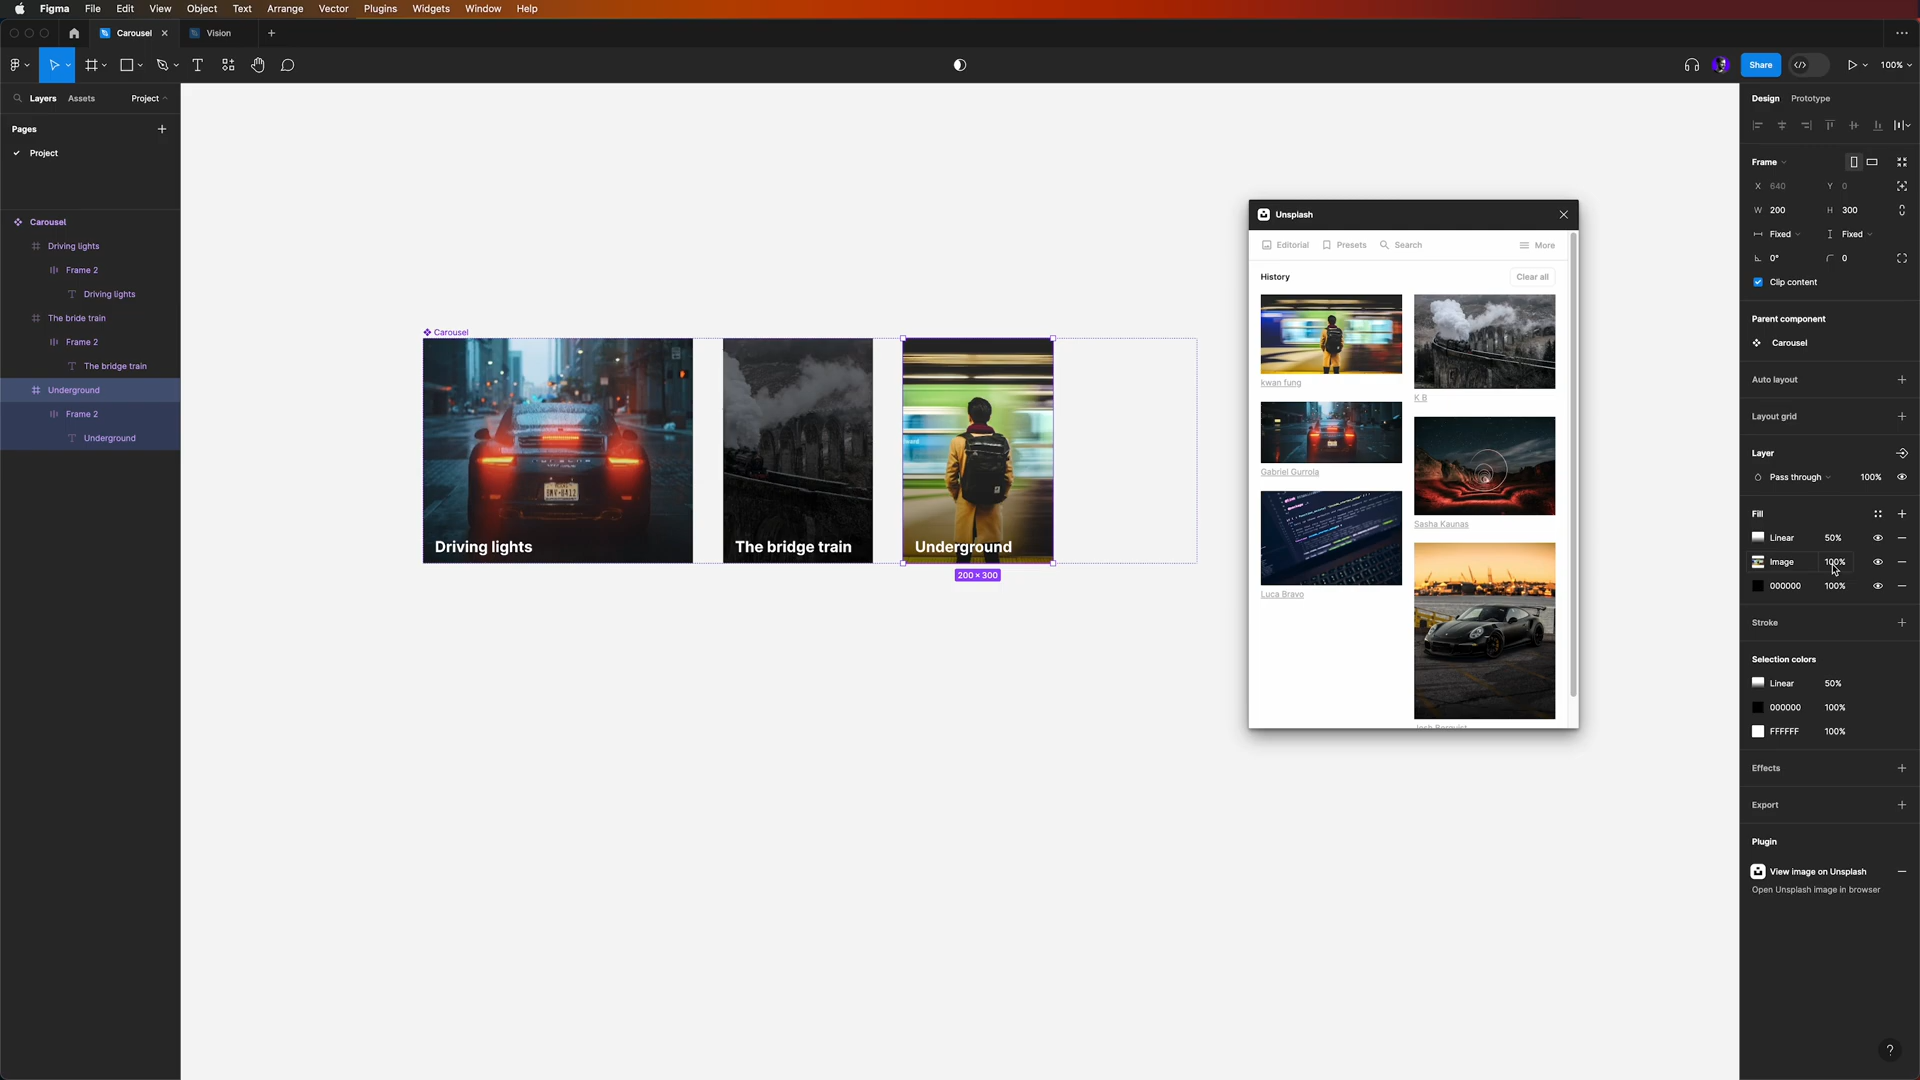 Figma File Edit View Object Text Arrange Vector Plugins Widgets Window Help
Carousel Vision
Share 100%
Layers Assets Project
Pages
Project
Carousel
Driving lights
Frame 2
Driving lights
The bride train
Frame 2
The bridge train
Underground
Frame 2
Underground
Carousel
Driving lights
The bridge train
Underground
200 × 300
Unsplash
Editorial Presets Search More
History Clear all
kwan fung
K B
Gabriel Gurrola
Sasha Kaunas
Luca Bravo
Design Prototype
Frame
X 640 Y 0
W 200 H 300
Fixed Fixed
0° 0
Clip content
Parent component
Carousel
Auto layout
Layout grid
Layer
Pass through 100%
Fill
Linear 50%
Image 100%
000000 100%
Stroke
Selection colors
Linear 50%
000000 100%
FFFFFF 100%
Effects
Export
Plugin
View image on Unsplash
Open Unsplash image in browser
?